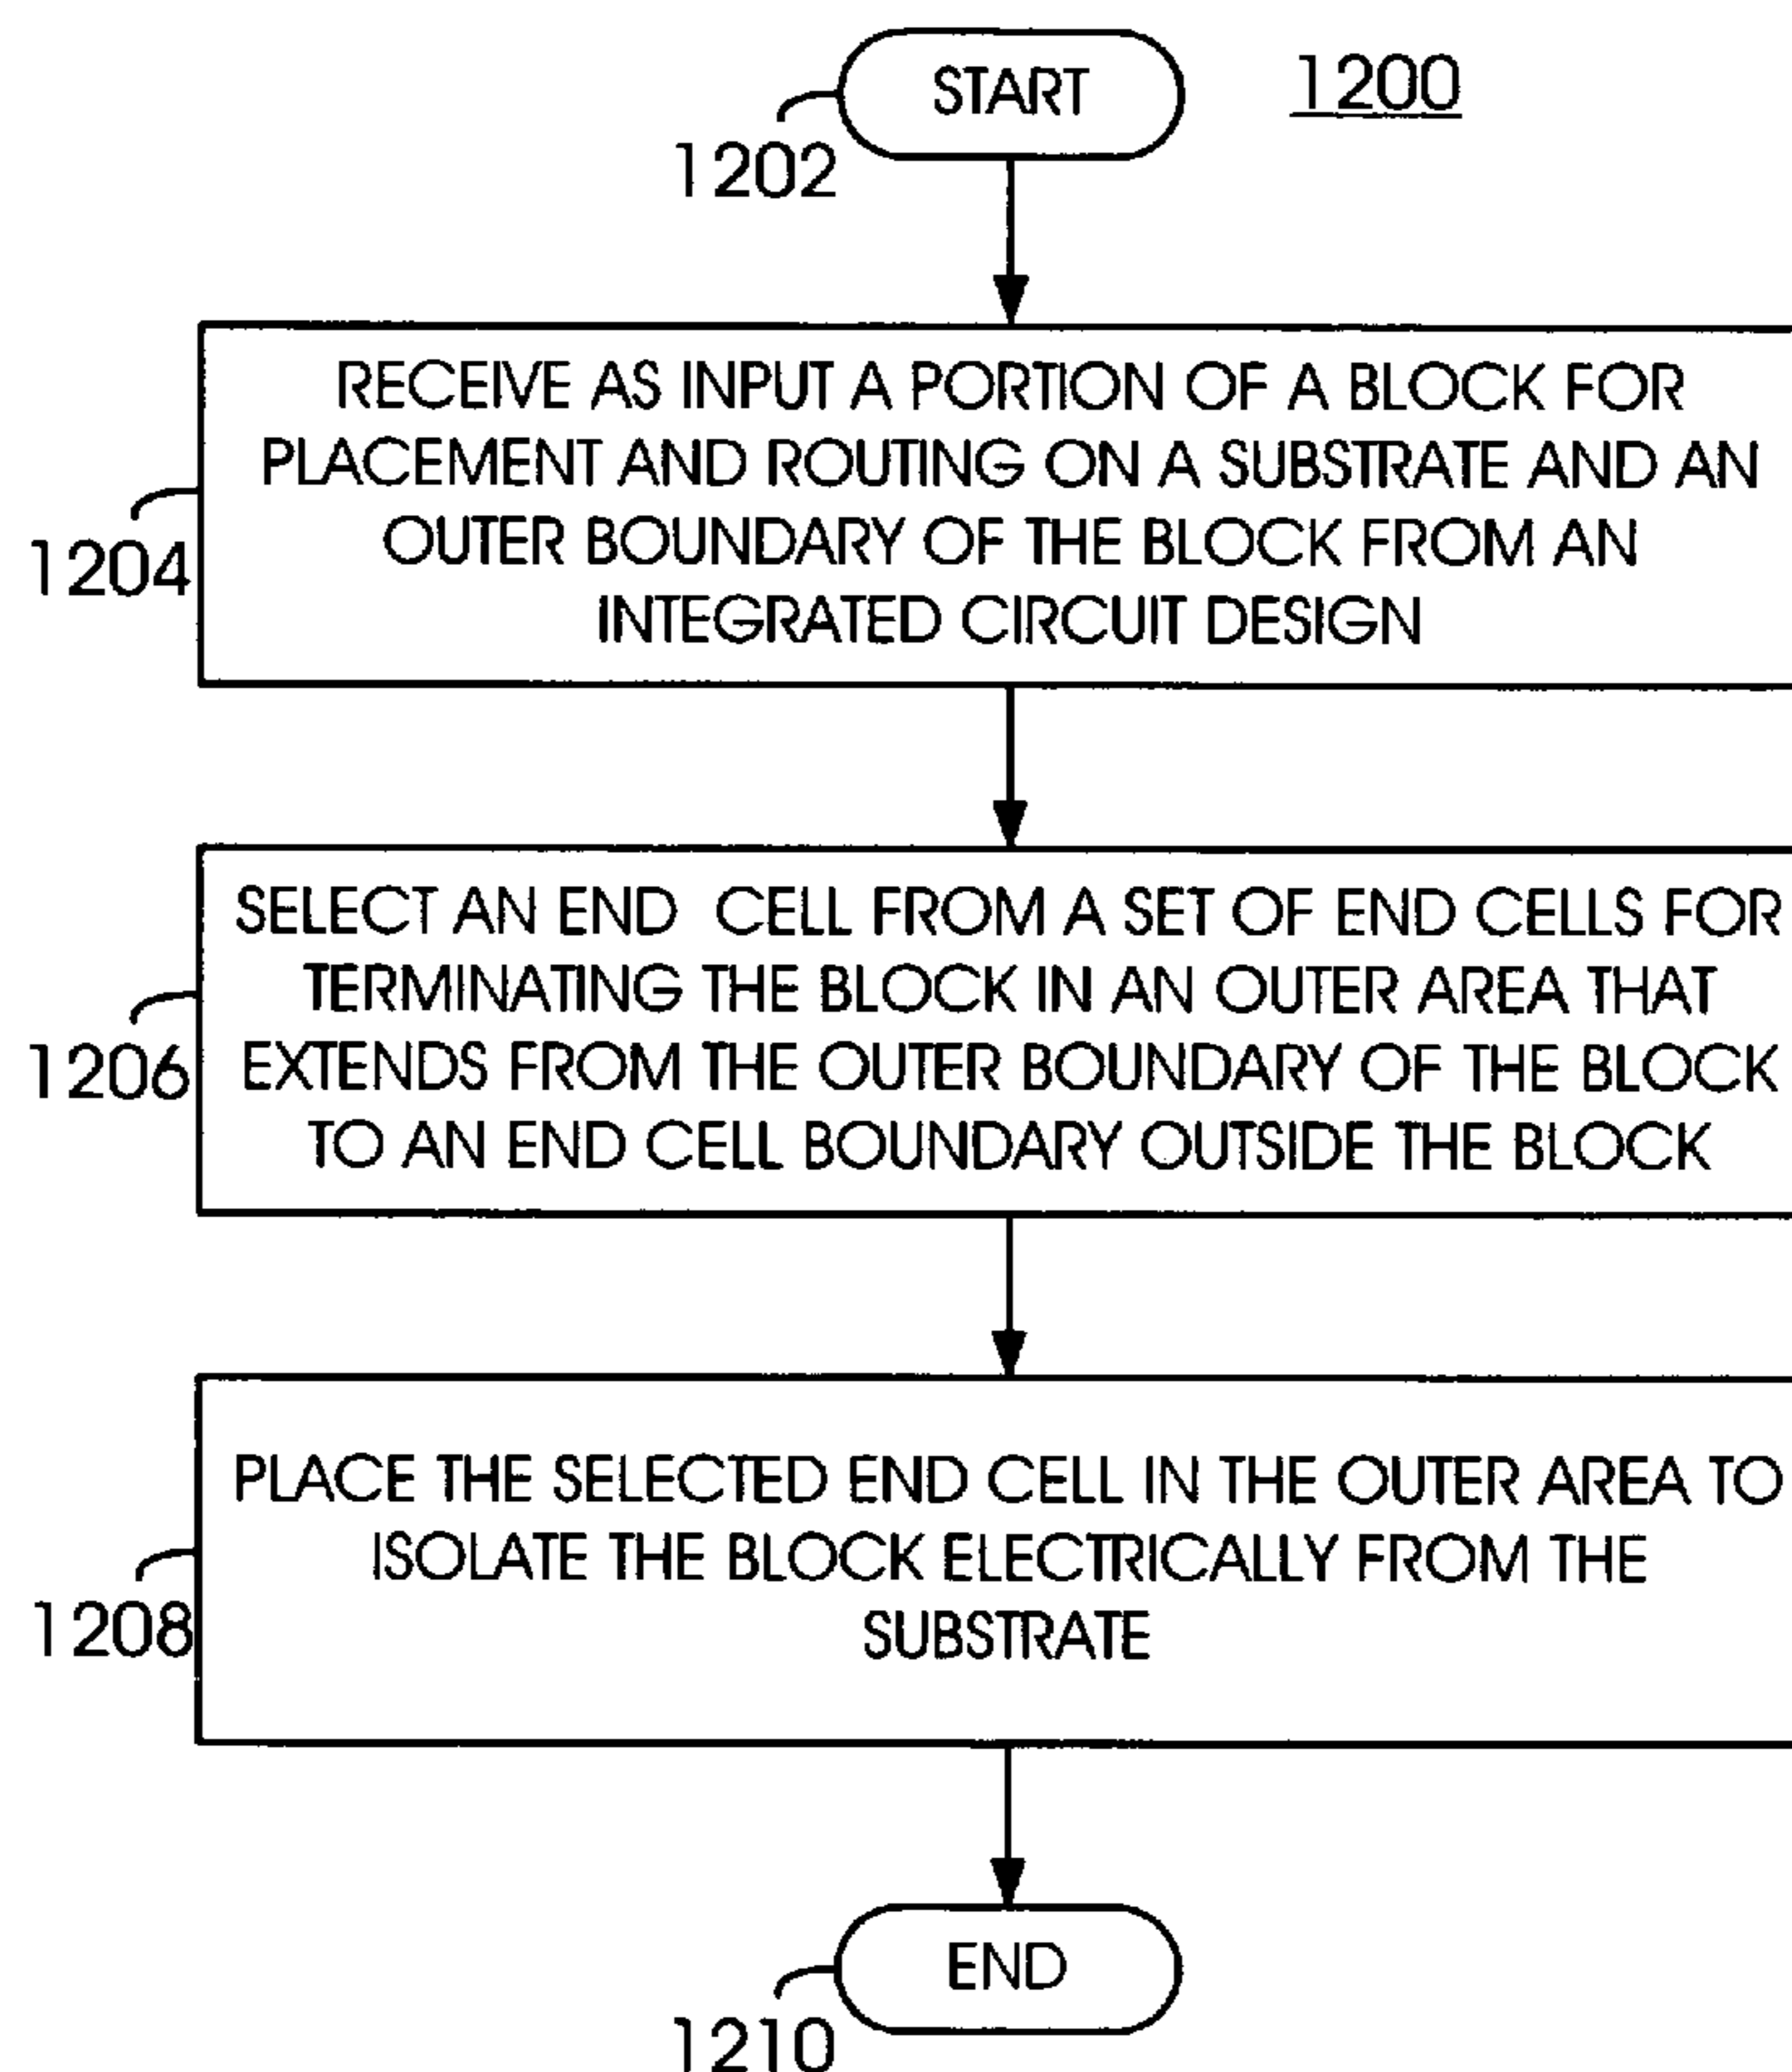 START
1200
1202
RECEIVE AS INPUT A PORTION OF A BLOCK FOR
PLACEMENT AND ROUTING ON A SUBSTRATE AND AN
OUTER BOUNDARY OF THE BLOCK FROM AN
INTEGRATED CIRCUIT DESIGN
1204
SELECT AN END CELL FROM A SET OF END CELLS FOR
TERMINATING THE BLOCK IN AN OUTER AREA THAT
EXTENDS FROM THE OUTER BOUNDARY OF THE BLOCK
TO AN END CELL BOUNDARY OUTSIDE THE BLOCK
1206
PLACE THE SELECTED END CELL IN THE OUTER AREA TO
ISOLATE THE BLOCK ELECTRICALLY FROM THE
SUBSTRATE
1208
END
1210